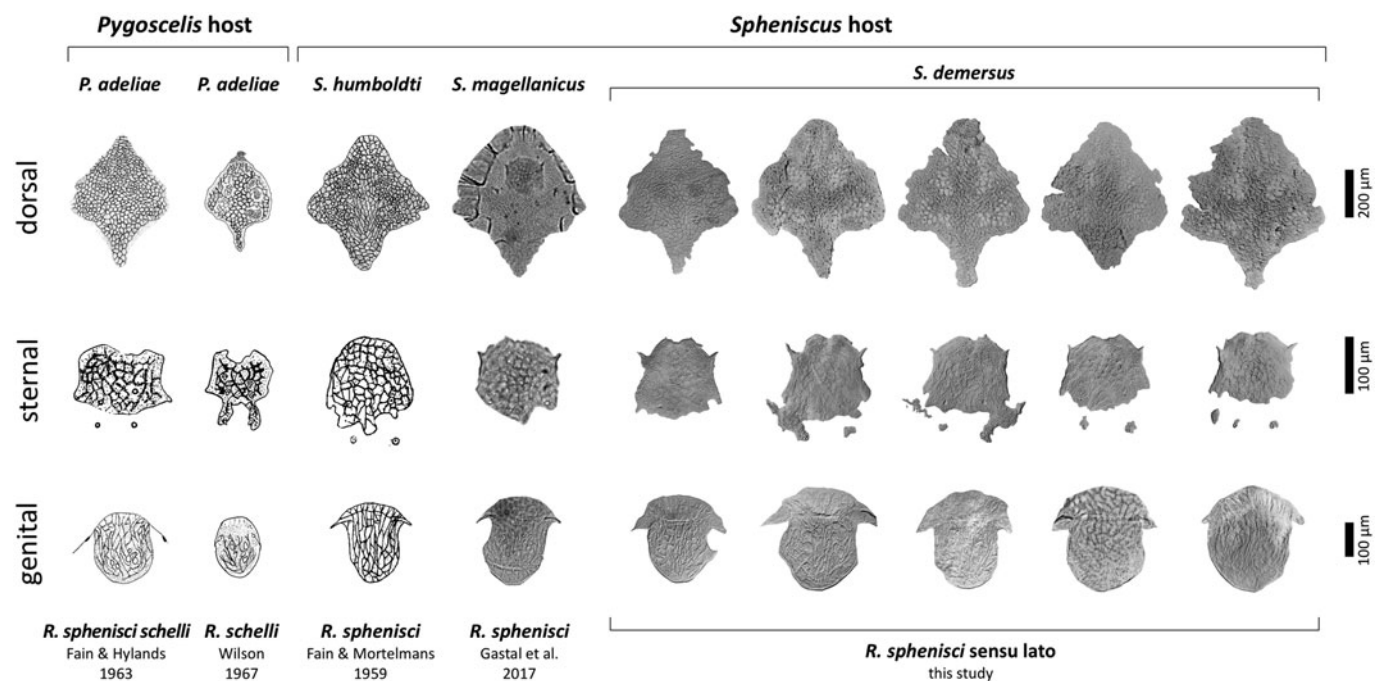 Pygoscelis host
Spheniscus host
P. adeliae
P. adeliae
S. humboldti
S. magellanicus
S. demersus
dorsal
200 µm
sternal
100 µm
genital
100 µm
R. sphenisci schelli
Fain & Hylands
1963
R. schelli
Wilson
1967
R. sphenisci
Fain & Mortelmans
1959
R. sphenisci
Gastal et al.
2017
R. sphenisci sensu lato
this study